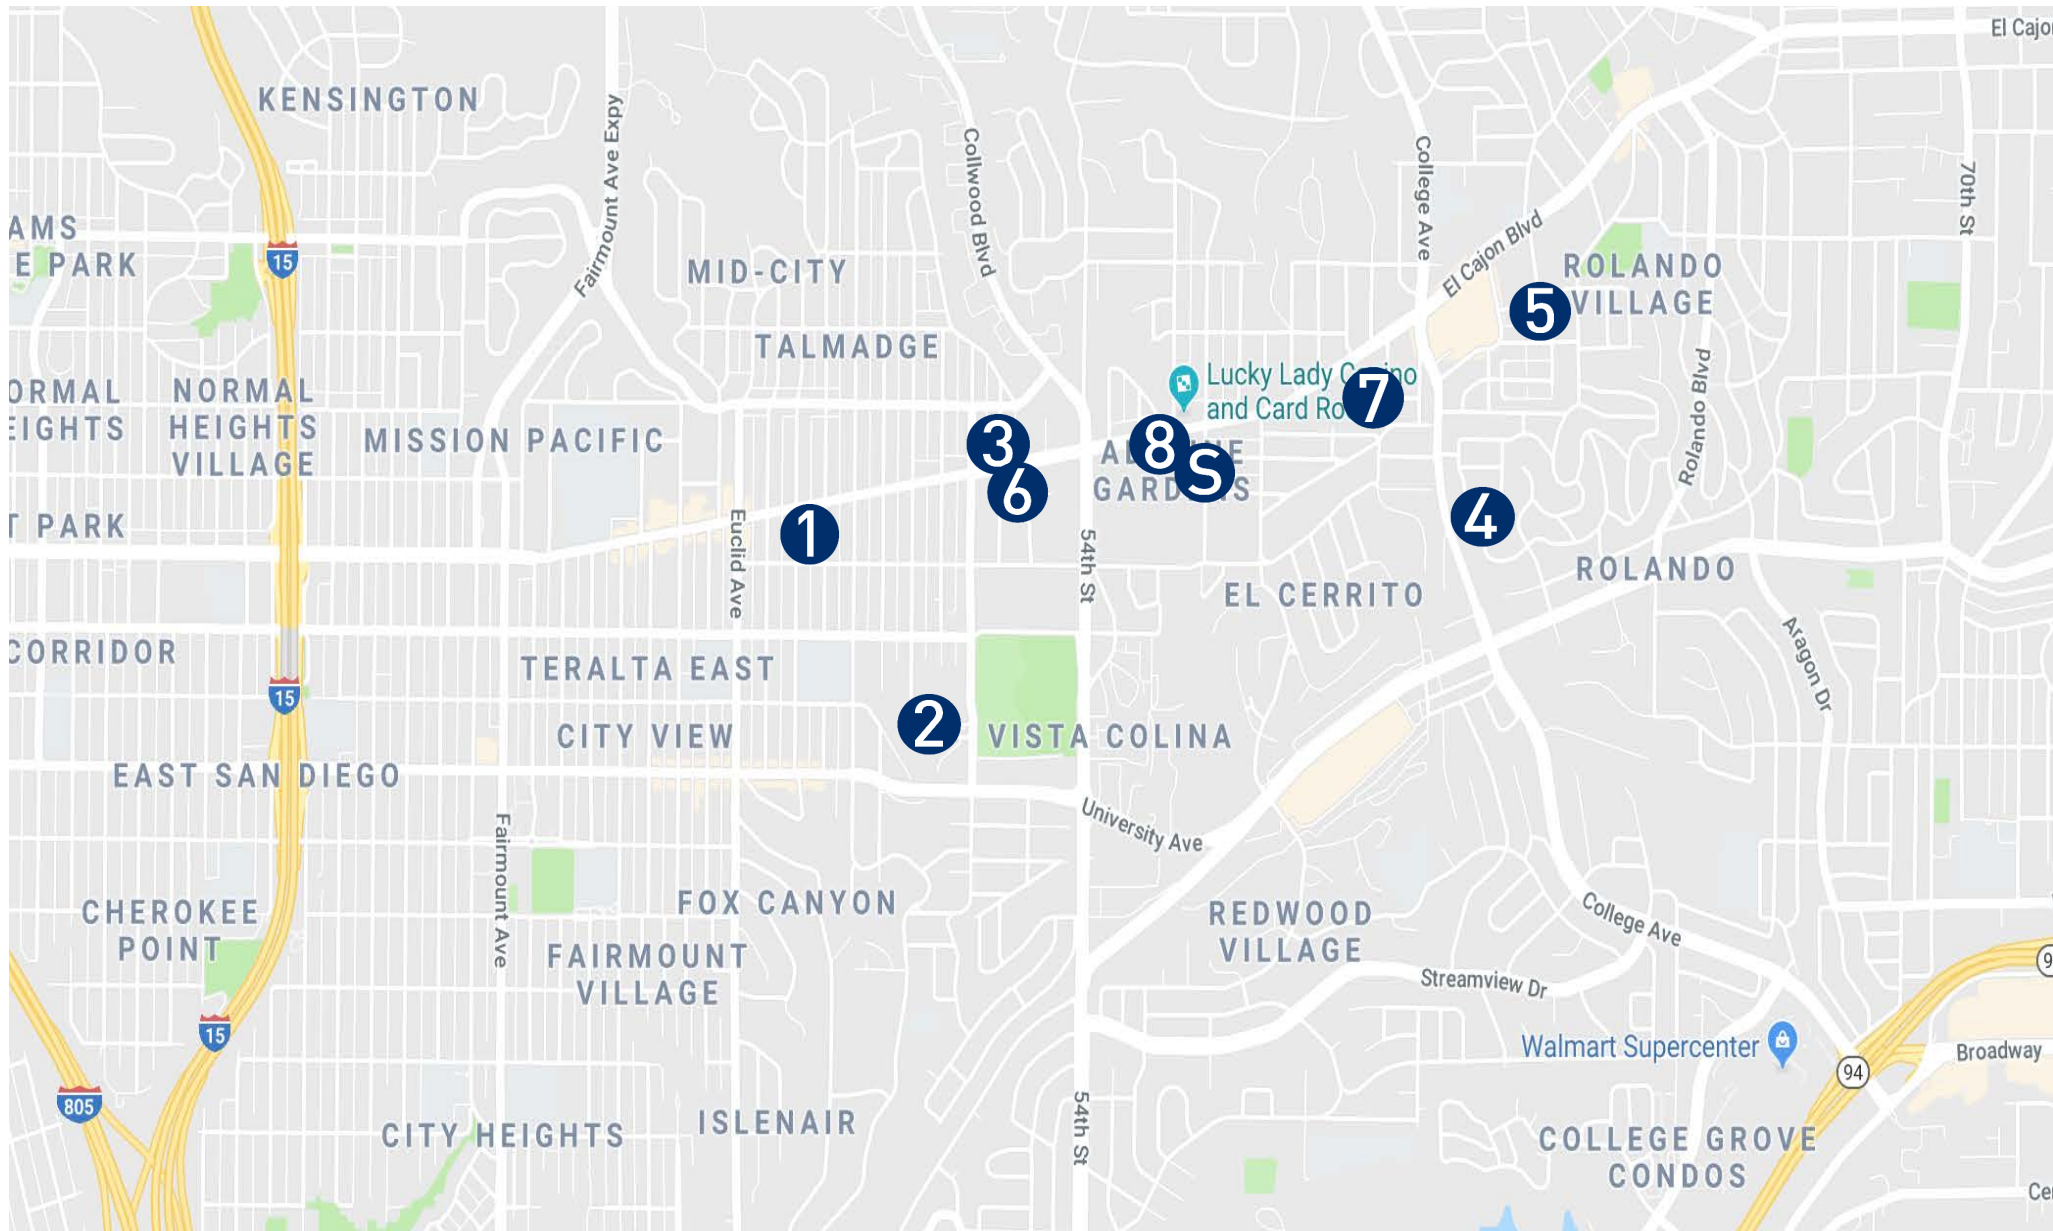 El Cajo
KENSINGTON
Fairmount Ave Expy
Collwood Blvd
College Ave
70th St
AMS
E PARK
15
MID-CITY
El Cajon Blvd
ROLANDO
VILLAGE
5
TALMADGE
Rolando Blvd
ORMAL
EIGHTS
NORMAL
HEIGHTS
VILLAGE
MISSION PACIFIC
Lucky Lady
and Card
7
3
8
S
6
GARDENS
4
1
T PARK
Euclid Ave
54th St
ROLANDO
EL CERRITO
CORRIDOR
15
TERALTA EAST
Aragon Dr
2
CITY VIEW
VISTA COLINA
EAST SAN DIEGO
University Ave
Fairmount Ave
FOX CANYON
CHEROKEE
POINT
REDWOOD
VILLAGE
College Ave
FAIRMOUNT
VILLAGE
Streamview Dr
9
15
Walmart Supercenter
Broadway
94
805
CITY HEIGHTS
ISLENAIR
54th St
COLLEGE GROVE
CONDOS
Ce